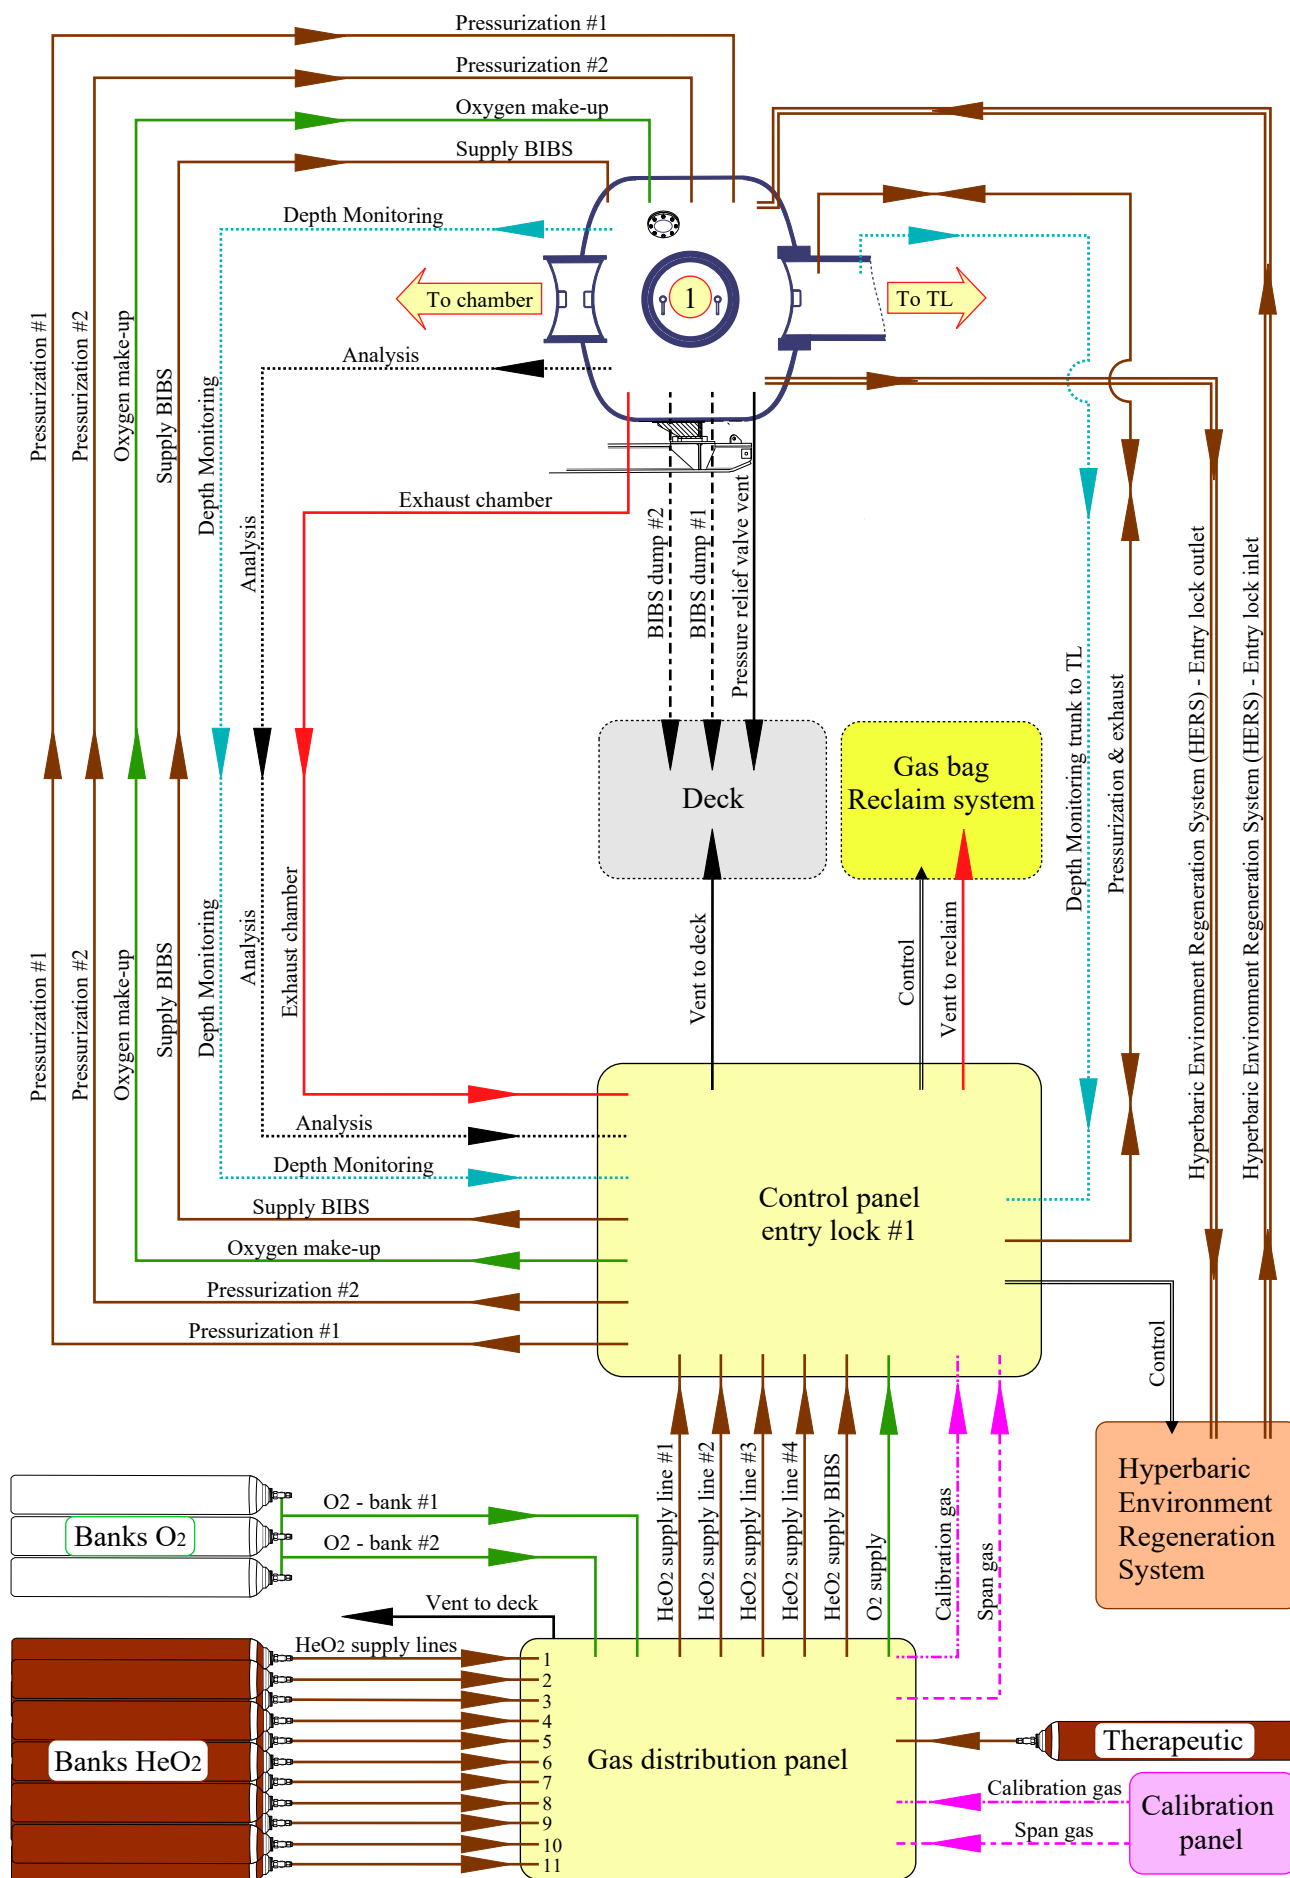 Pressurization #1
Pressurization #2
Oxygen make-up
Supply BIBS
Depth Monitoring
To chamber
1
To TL
Analysis
Exhaust chamber
Pressurization #1
Pressurization #2
Oxygen make-up
Supply BIBS
Depth Monitoring
Analysis
BIBS dump #2
BIBS dump #1
Pressure relief valve vent
Deck
Gas bag
Reclaim system
Depth Monitoring trunk to TL
Pressurization & exhaust
Hyperbaric Environment Regeneration System (HERS) - Entry lock outlet
Hyperbaric Environment Regeneration System (HERS) - Entry lock inlet
Pressurization #1
Pressurization #2
Oxygen make-up
Supply BIBS
Depth Monitoring
Analysis
Exhaust chamber
Vent to deck
Control
Vent to reclaim
Analysis
Depth Monitoring
Supply BIBS
Oxygen make-up
Pressurization #2
Pressurization #1
Control panel
entry lock #1
Control
HeO2 supply line #1
HeO2 supply line #2
HeO2 supply line #3
HeO2 supply line #4
HeO2 supply BIBS
O2 supply
Calibration gas
Span gas
Hyperbaric
Environment
Regeneration
System
O2 - bank #1
Banks O2
O2 - bank #2
Vent to deck
HeO2 supply lines
1
2
3
4
5
6
7
8
9
10
11
Banks HeO2
Gas distribution panel
Therapeutic
Calibration gas
Span gas
Calibration
panel